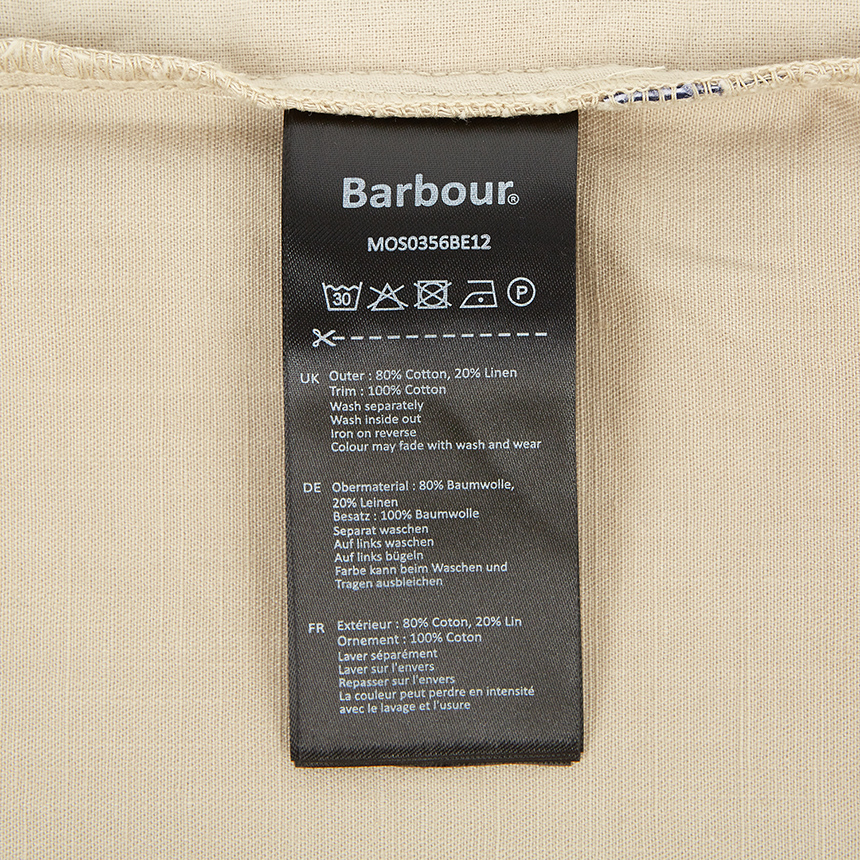 Barbour®
MOS0356BE12
30 P
UK Outer : 80% Cotton, 20% Linen
Trim : 100% Cotton
Wash separately
Wash inside out
Iron on reverse
Colour may fade with wash and wear
DE Obermaterial : 80% Baumwolle,
20% Leinen
Besatz : 100% Baumwolle
Separat waschen
Auf links waschen
Auf links bügeln
Farbe kann beim Waschen und
Tragen ausbleichen
FR Extérieur : 80% Coton, 20% Lin
Ornement : 100% Coton
Laver séparément
Laver sur l'envers
Repasser sur l'envers
La couleur peut perdre en intensité
avec le lavage et l'usure